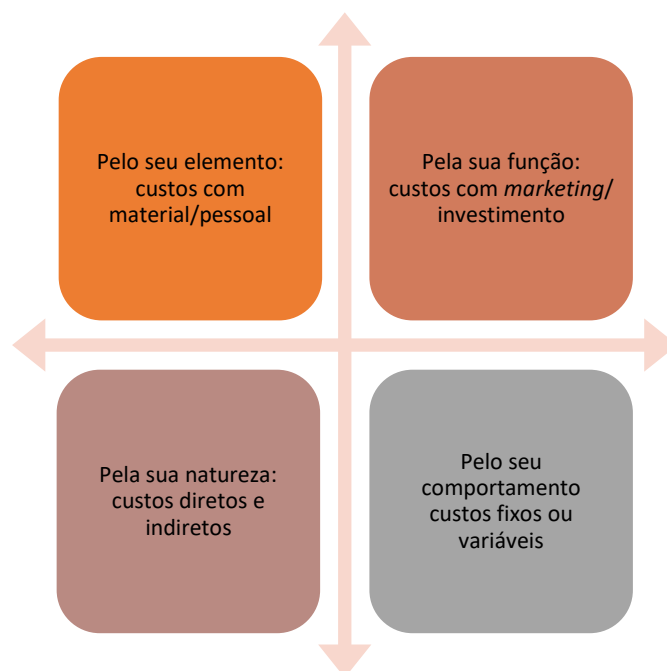 Pelo seu elemento:
custos com
material/pessoal
Pela sua função:
custos com marketing/
investimento
Pela sua natureza:
custos diretos e
indiretos
Pelo seu
comportamento
custos fixos ou
variáveis